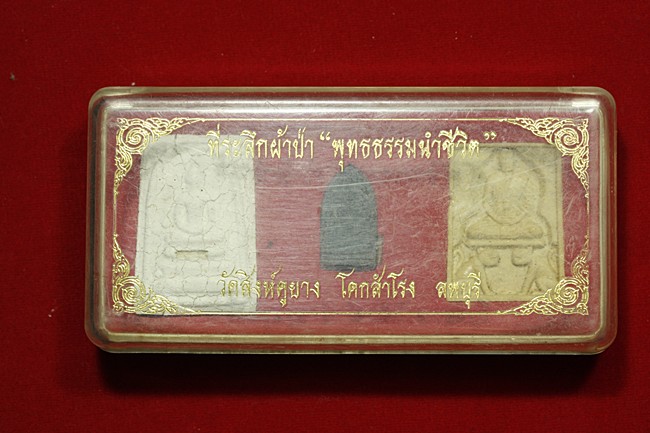 ที่ระลึกผ้าป่า “พุทธธรรมนำชีวิต”
วัดสิงห์คูยาง โคกสำโรง ลพบุรี